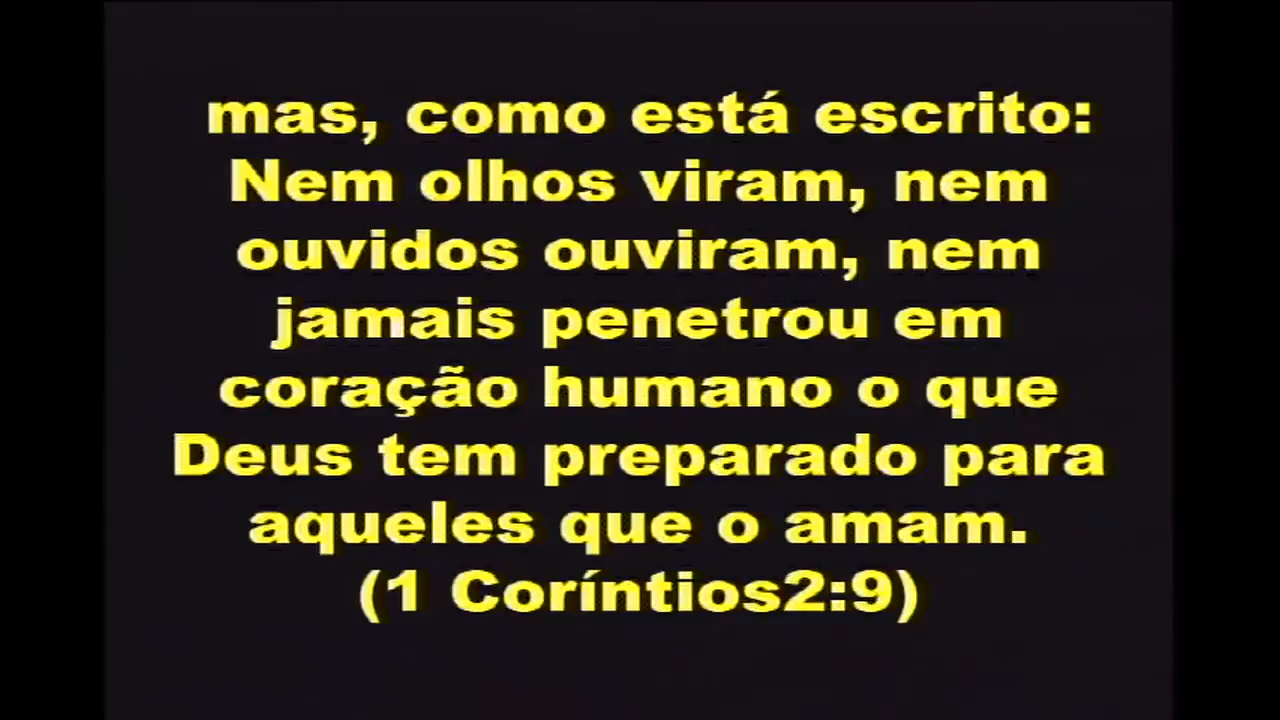 mas, como está escrito:
Nem olhos viram, nem
ouvidos ouviram, nem
jamais penetrou em
coração humano o que
Deus tem preparado para
aqueles que o amam.
(1 Coríntios2:9)